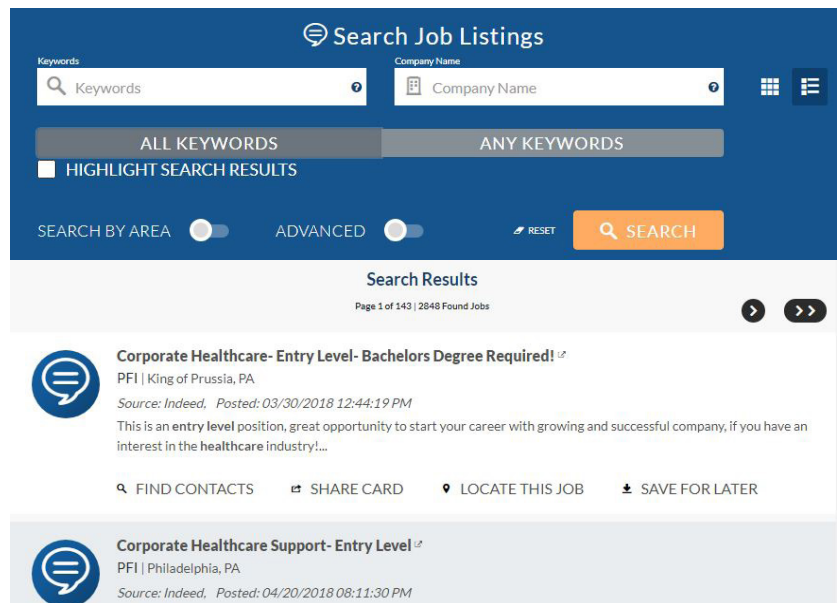 Search Job Listings
Keywords Company Name
Keywords Company Name
ALL KEYWORDS ANY KEYWORDS
HIGHLIGHT SEARCH RESULTS
SEARCH BY AREA ADVANCED RESET SEARCH
Search Results
Page 1 of 143 | 2848 Found Jobs
Corporate Healthcare- Entry Level- Bachelors Degree Required!
PFI | King of Prussia, PA
Source: Indeed, Posted: 03/30/2018 12:44:19 PM
This is an entry level position, great opportunity to start your career with growing and successful company, if you have an
interest in the healthcare industry!...
FIND CONTACTS SHARE CARD LOCATE THIS JOB SAVE FOR LATER
Corporate Healthcare Support- Entry Level
PFI | Philadelphia, PA
Source: Indeed, Posted: 04/20/2018 08:11:30 PM